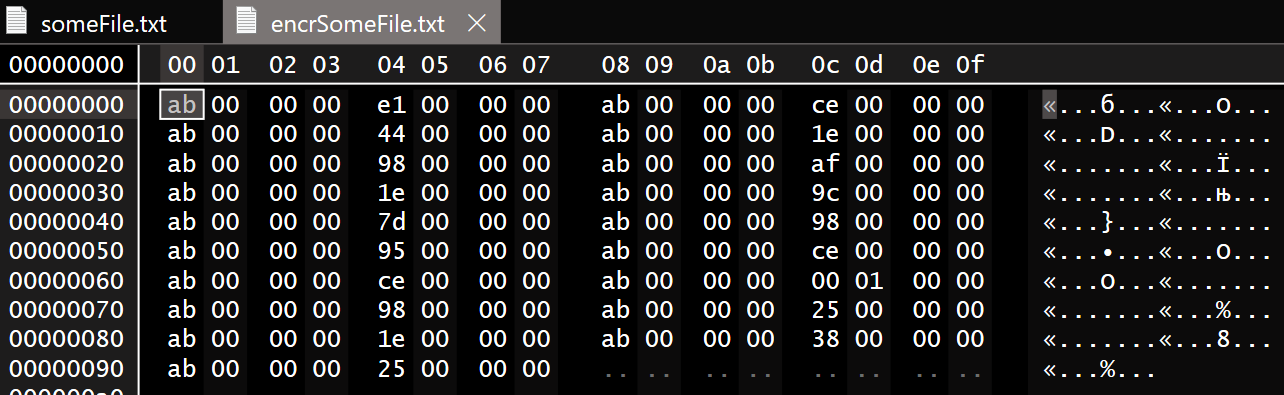 someFile.txt encrSomeFile.txt
00000000 00 01 02 03 04 05 06 07 08 09 0a 0b 0c 0d 0e 0f
00000000 ab 00 00 00 e1 00 00 00 ab 00 00 00 ce 00 00 00 «...б...«...О...
00000010 ab 00 00 00 44 00 00 00 ab 00 00 00 1e 00 00 00 «...D...«.......
00000020 ab 00 00 00 98 00 00 00 ab 00 00 00 af 00 00 00 «.......«...Ї...
00000030 ab 00 00 00 1e 00 00 00 ab 00 00 00 9c 00 00 00 «.......«...њ...
00000040 ab 00 00 00 7d 00 00 00 ab 00 00 00 98 00 00 00 «...}...«.......
00000050 ab 00 00 00 95 00 00 00 ab 00 00 00 ce 00 00 00 «...•...«...О...
00000060 ab 00 00 00 ce 00 00 00 ab 00 00 00 00 01 00 00 «...О...«.......
00000070 ab 00 00 00 98 00 00 00 ab 00 00 00 25 00 00 00 «.......«...%...
00000080 ab 00 00 00 1e 00 00 00 ab 00 00 00 38 00 00 00 «.......«...8...
00000090 ab 00 00 00 25 00 00 00 .. .. .. .. .. .. .. .. «...%...